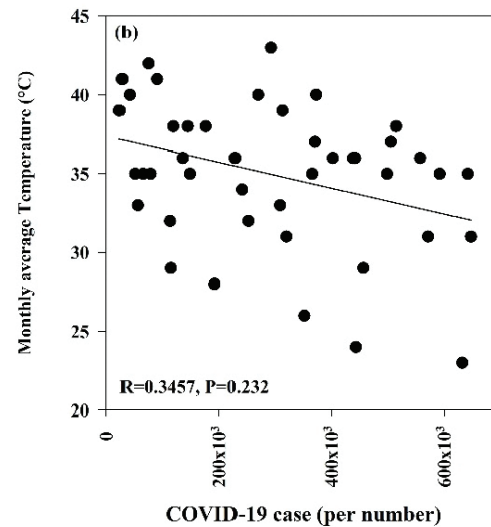 (b)
Monthly average Temperature (°C)
45
40
35
30
25
20
R=0.3457, P=0.232
0
200x10³
400x10³
600x10³
COVID-19 case (per number)